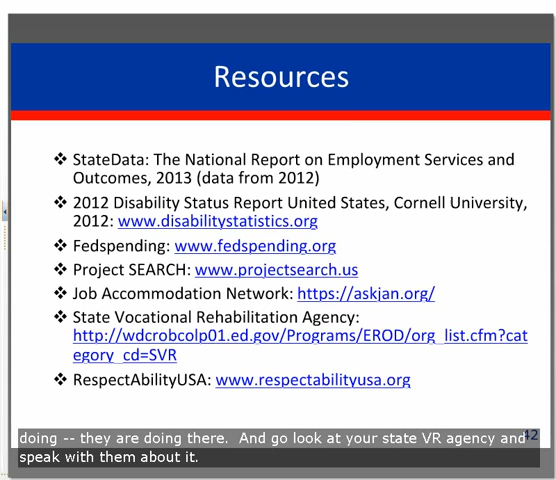 Resources
❖ StateData: The National Report on Employment Services and
Outcomes, 2013 (data from 2012)
❖ 2012 Disability Status Report United States, Cornell University,
2012: www.disabilitystatistics.org
❖ Fedspending: www.fedspending.org
❖ Project SEARCH: www.projectsearch.us
❖ Job Accommodation Network: https://askjan.org/
❖ State Vocational Rehabilitation Agency:
http://wdcrobcolp01.ed.gov/Programs/EROD/org_list.cfm?cat
egory_cd=SVR
❖ RespectAbilityUSA: www.respectabilityusa.org
42
doing -- they are doing there.  And go look at your state VR agency and
speak with them about it.